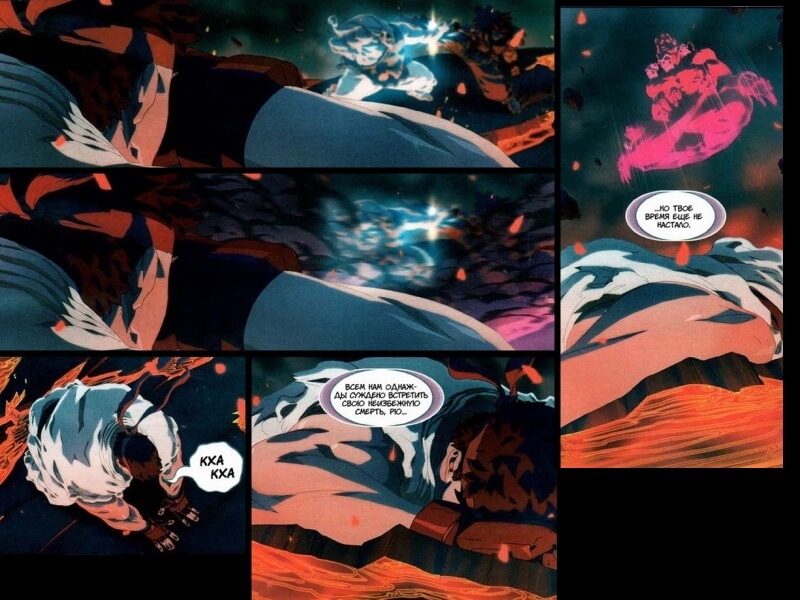 КХА
КХА
ВСЕМ НАМ ОДНАЖ-
ДЫ СУЖДЕНО ВСТРЕТИТЬ
СВОЮ НЕИЗБЕЖНУЮ
СМЕРТЬ, РЮ...
...НО ТВОЕ
ВРЕМЯ ЕЩЕ НЕ
НАСТАЛО.